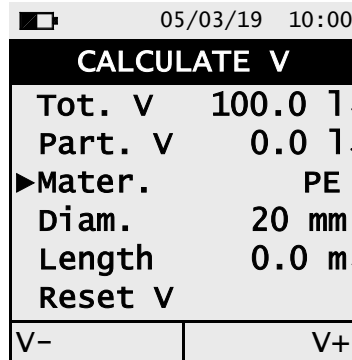 05/03/19 10:00
CALCULATE V
Tot. V 100.0 l
Part. V 0.0 l
►Mater. PE
Diam. 20 mm
Length 0.0 m
Reset V
V- V+